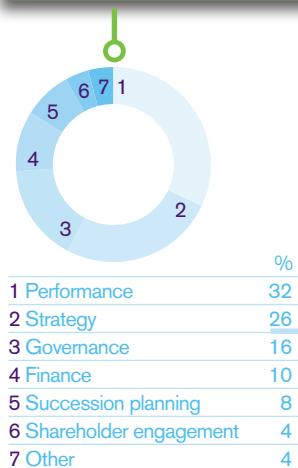 6 7 1
5
4
2
3
%
1 Performance 32
2 Strategy 26
3 Governance 16
4 Finance 10
5 Succession planning 8
6 Shareholder engagement 4
7 Other 4